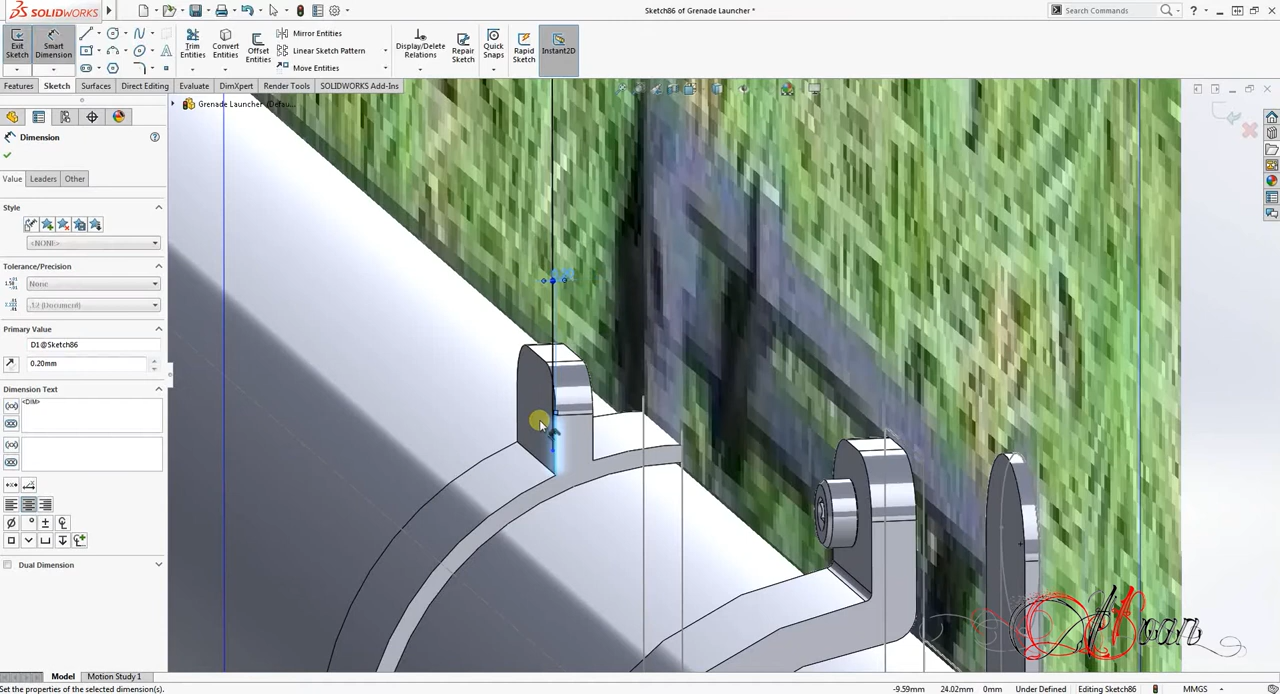 SOLIDWORKS
Sketch86 of Grenade Launcher *
Search Commands
Exit Sketch
Smart Dimension
Trim Entities
Convert Entities
Offset Entities
Mirror Entities
Linear Sketch Pattern
Move Entities
Display/Delete Relations
Repair Sketch
Quick Snaps
Rapid Sketch
Instant2D
Features Sketch Surfaces Evaluate DimXpert Render Tools SOLIDWORKS Add-Ins
Direct Editing
Grenade Launcher (Defau...
Dimension
Value Leaders Other
Style
<NONE>
Tolerance/Precision
None
.12 (Document)
Primary Value
D1@Sketch86
0.20mm
Dimension Text
<DIM>
Dual Dimension
Model Motion Study 1
Set the properties of the selected dimension(s).
-9.59mm 24.02mm 0mm Under Defined Editing Sketch86 MMGS